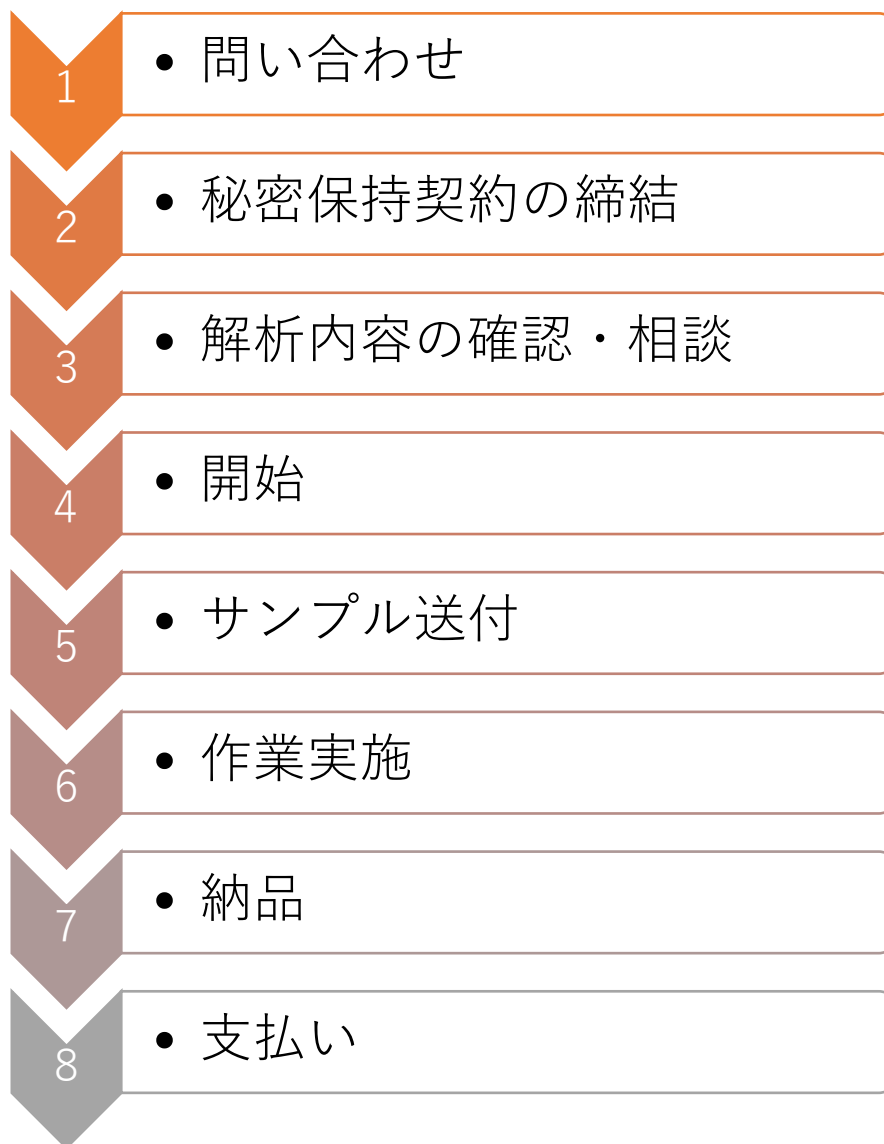 1
• 問い合わせ
2
• 秘密保持契約の締結
3
• 解析内容の確認・相談
4
• 開始
5
• サンプル送付
6
• 作業実施
7
• 納品
8
• 支払い